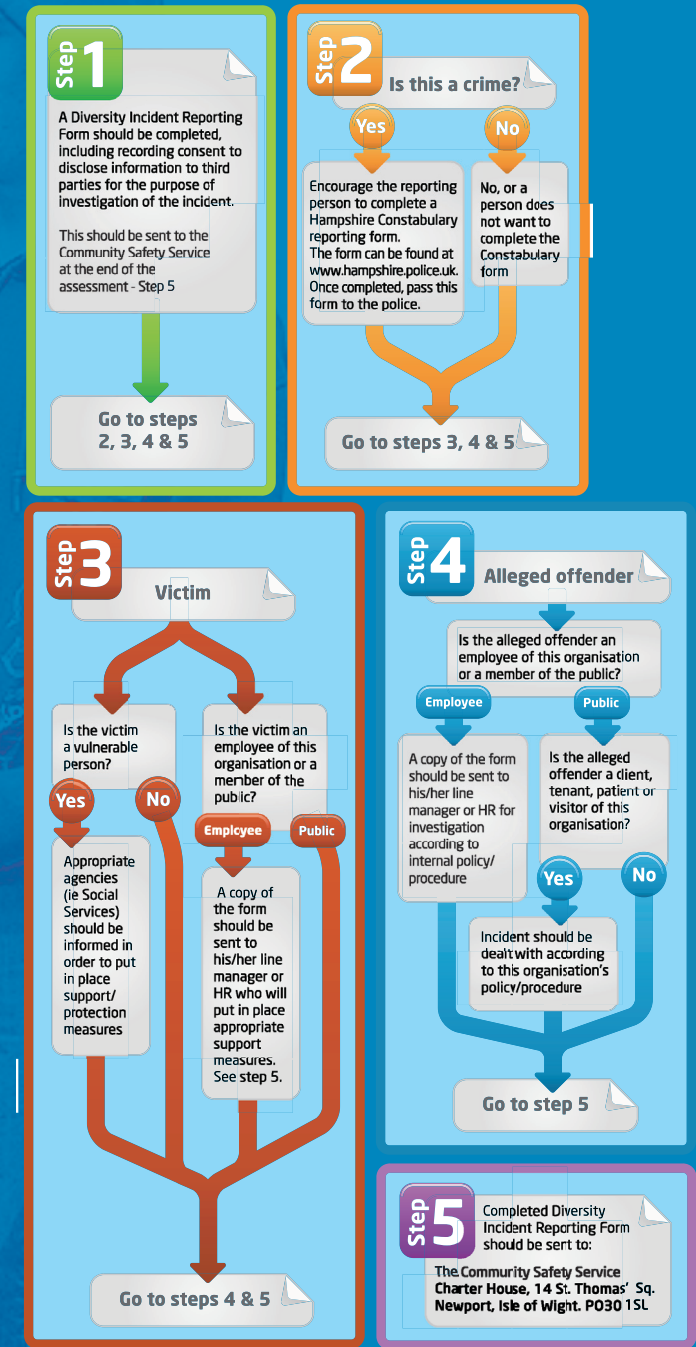 Step 1
A Diversity Incident Reporting
Form should be completed,
including recording consent to
disclose information to third
parties for the purpose of
investigation of the incident.
This should be sent to the
Community Safety Service
at the end of the
assessment - Step 5
Go to steps
2, 3, 4 & 5
Step 2
Is this a crime?
Yes
No
Encourage the reporting
person to complete a
Hampshire Constabulary
reporting form.
The form can be found at
www.hampshire.police.uk.
Once completed, pass this
form to the police.
No, or a
person does
not want to
complete the
Constabulary
form
Go to steps 3, 4 & 5
Step 3
Victim
Is the victim
a vulnerable
person?
Yes
No
Appropriate
agencies
(ie Social
Services)
should be
informed in
order to put
in place
support/
protection
measures
Is the victim an
employee of this
organisation or a
member of the
public?
Employee
Public
A copy of
the form
should be
sent to
his/her line
manager or
HR who will
put in place
appropriate
support
measures.
See step 5.
Go to steps 4 & 5
Step 4
Alleged offender
Is the alleged offender an
employee of this organisation
or a member of the public?
Employee
Public
A copy of the form
should be sent to
his/her line
manager or HR for
investigation
according to
internal policy/
procedure
Is the alleged
offender a client,
tenant, patient or
visitor of this
organisation?
Yes
No
Incident should be
dealt with according
to this organisation's
policy/procedure
Go to step 5
Step 5
Completed Diversity
Incident Reporting Form
should be sent to:
The Community Safety Service
Charter House, 14 St. Thomas' Sq.
Newport, Isle of Wight. PO30 1SL